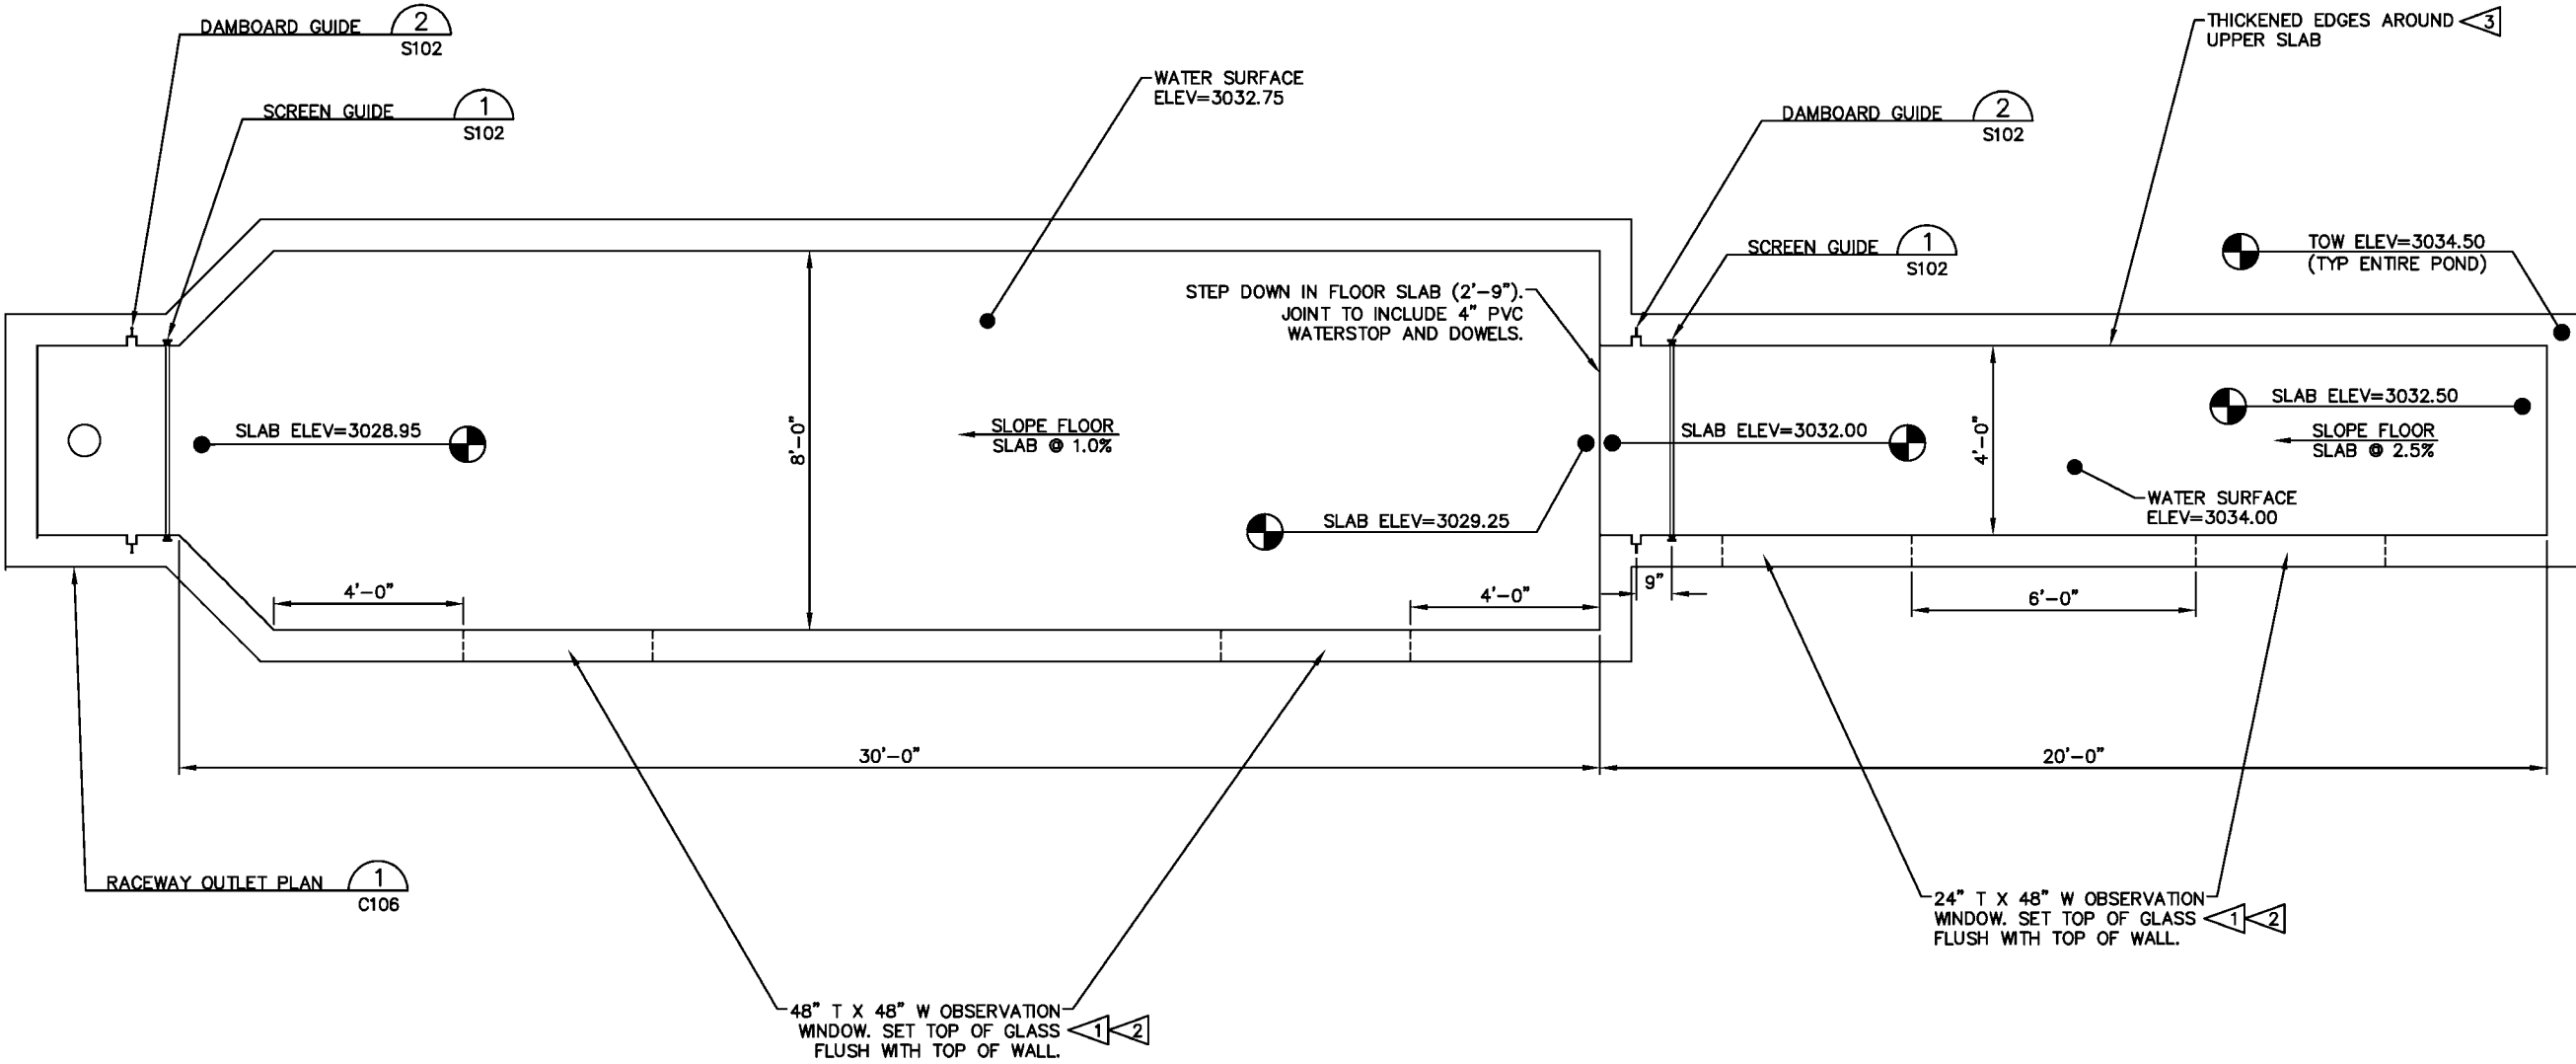 DAMBOARD GUIDE
2
S102
SCREEN GUIDE
1
S102
WATER SURFACE
ELEV=3032.75
THICKENED EDGES AROUND
3
UPPER SLAB
DAMBOARD GUIDE
2
S102
SCREEN GUIDE
1
S102
TOW ELEV=3034.50
(TYP ENTIRE POND)
STEP DOWN IN FLOOR SLAB (2'-9").
JOINT TO INCLUDE 4" PVC
WATERSTOP AND DOWELS.
SLAB ELEV=3028.95
8'-0"
SLOPE FLOOR
SLAB @ 1.0%
SLAB ELEV=3029.25
SLAB ELEV=3032.00
4'-0"
SLAB ELEV=3032.50
SLOPE FLOOR
SLAB @ 2.5%
WATER SURFACE
ELEV=3034.00
4'-0"
4'-0"
9"
6'-0"
30'-0"
20'-0"
RACEWAY OUTLET PLAN
1
C106
24" T X 48" W OBSERVATION
WINDOW. SET TOP OF GLASS
1
2
FLUSH WITH TOP OF WALL.
48" T X 48" W OBSERVATION
WINDOW. SET TOP OF GLASS
1
2
FLUSH WITH TOP OF WALL.